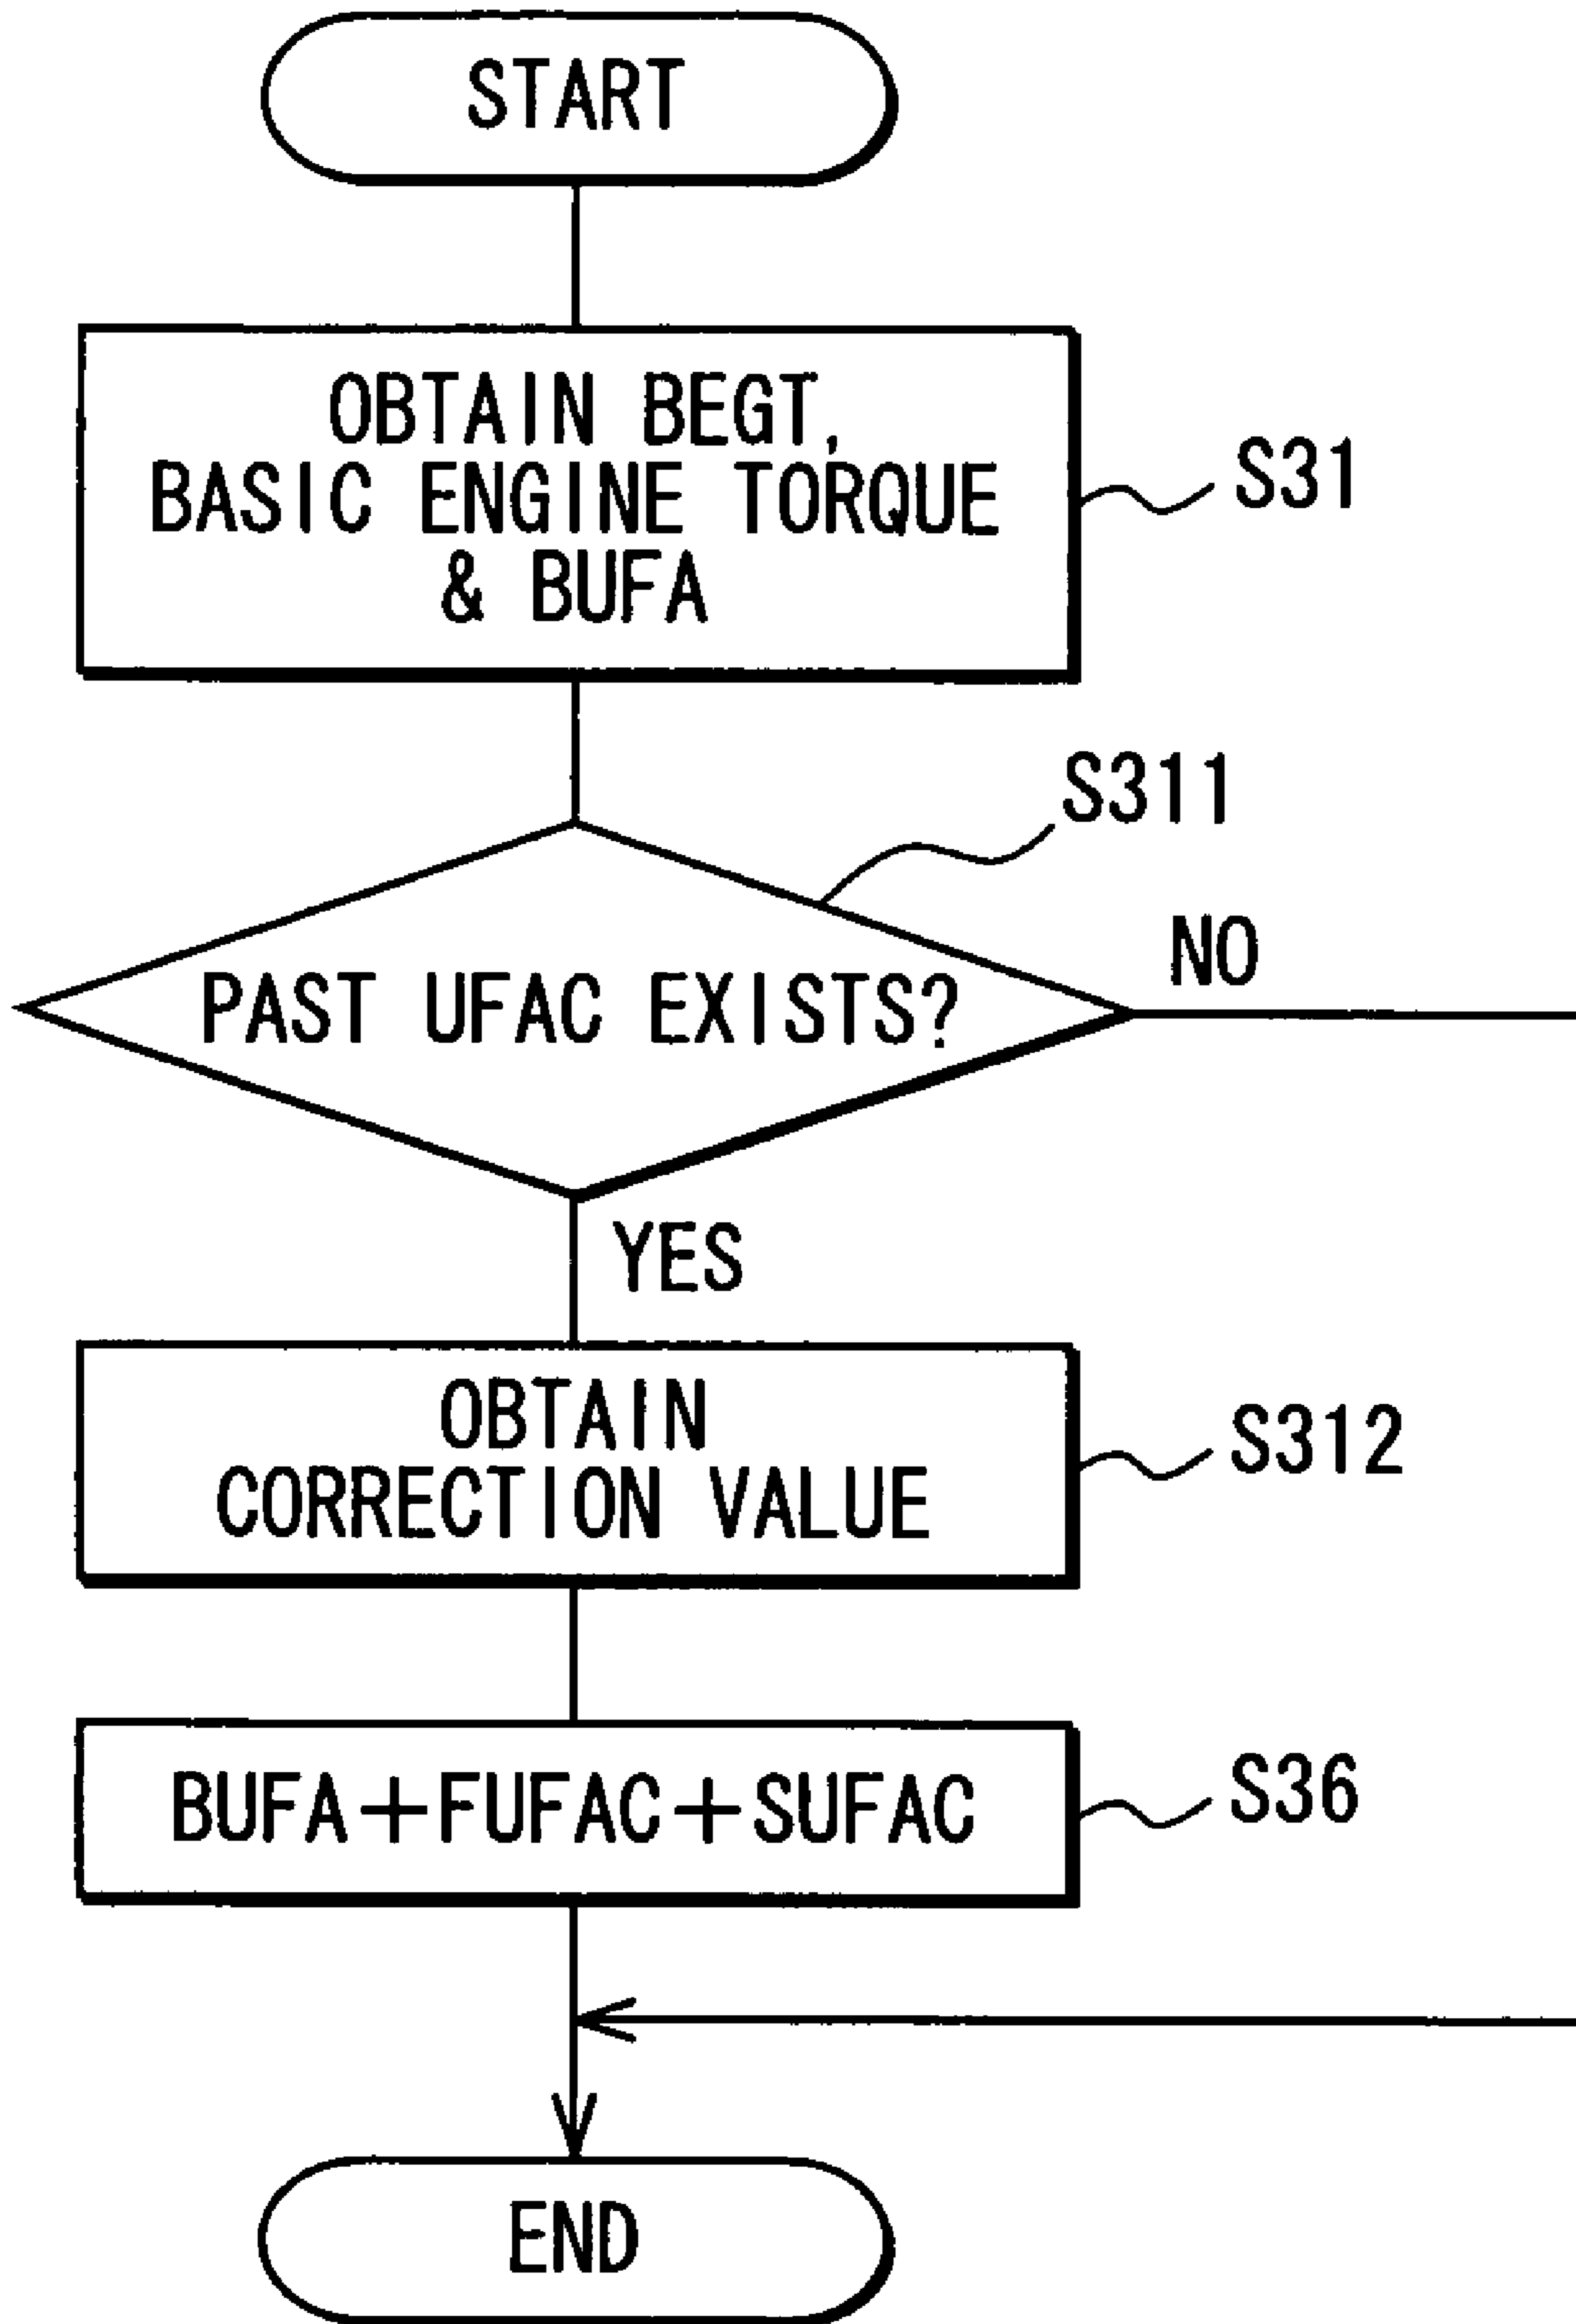 START
OBTAIN BEGT,
BASIC ENGINE TORQUE
& BUFA
S31
S311
PAST UFAC EXISTS?
NO
YES
OBTAIN
CORRECTION VALUE
S312
BUFA+FUFAC+SUFAC
S36
END